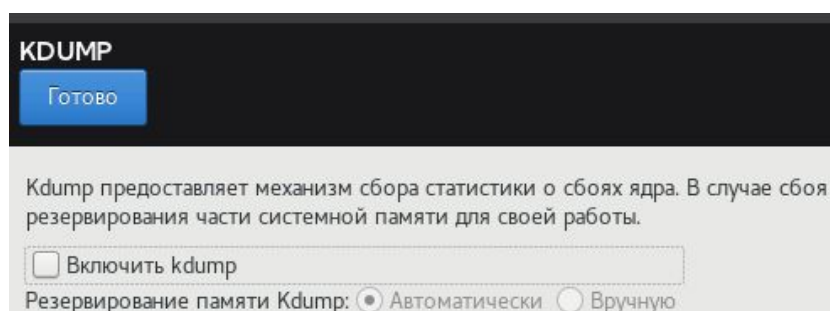 KDUMP
Готово
Kdump предоставляет механизм сбора статистики о сбоях ядра. В случае сбоя
резервирования части системной памяти для своей работы.
Включить kdump
Резервирование памяти Kdump: Автоматически Вручную